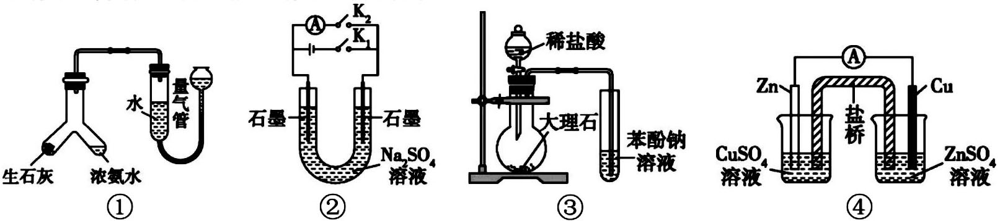 水
量气管
生石灰
浓氨水
①
A
K₂
K₁
石墨
石墨
Na₂SO₄
溶液
②
稀盐酸
大理石
苯酚钠
溶液
③
A
Zn
Cu
盐桥
CuSO₄
溶液
ZnSO₄
溶液
④